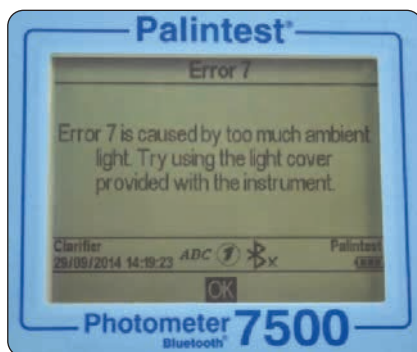 Palintest®
Error 7
Error 7 is caused by too much ambient
light. Try using the light cover
provided with the instrument.
Clarifier
29/09/2014 14:19:23 ABC 1 x Palintest
OK
Photometer 7500
Bluetooth®